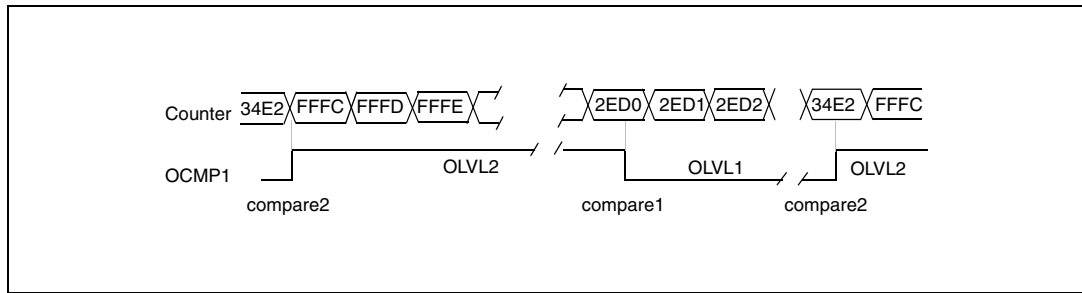 Counter 34E2 FFFC FFFD FFFE 2ED0 2ED1 2ED2 34E2 FFFC
OCMP1 OLVL2 OLVL1 OLVL2
compare2 compare1 compare2